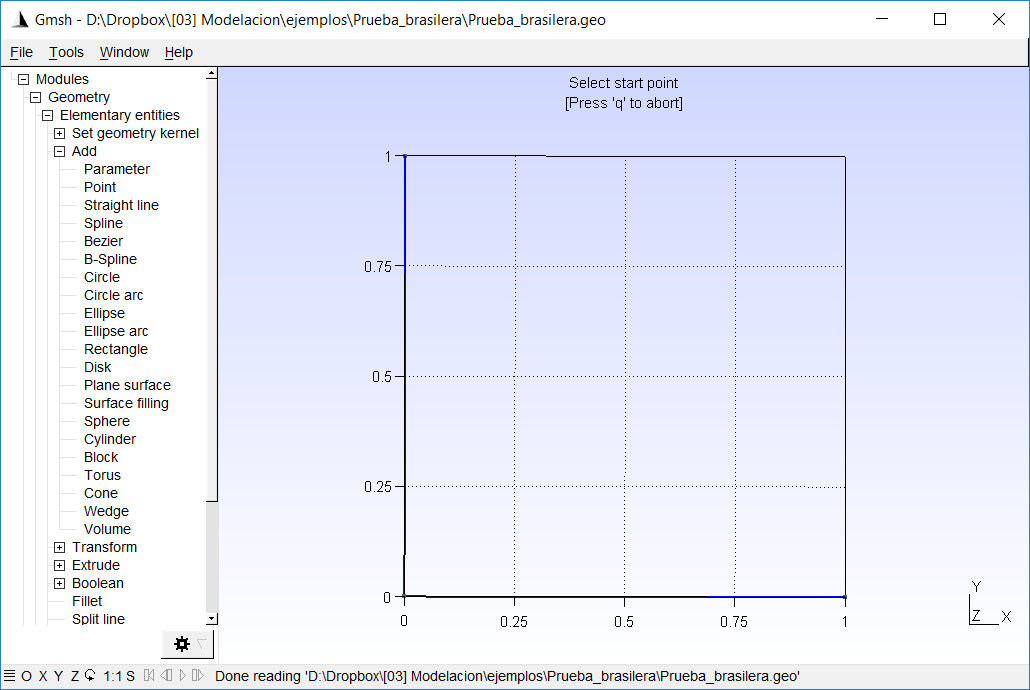 Gmsh - D:\Dropbox\[03] Modelacion\ejemplos\Prueba_brasilera\Prueba_brasilera.geo
File Tools Window Help
Modules
Geometry
Elementary entities
Set geometry kernel
Add
Parameter
Point
Straight line
Spline
Bezier
B-Spline
Circle
Circle arc
Ellipse
Ellipse arc
Rectangle
Disk
Plane surface
Surface filling
Sphere
Cylinder
Block
Torus
Cone
Wedge
Volume
Transform
Extrude
Boolean
Fillet
Split line
Select start point
[Press 'q' to abort]
1
0.75
0.5
0.25
0
0 0.25 0.5 0.75 1
Y
Z X
O X Y Z 1:1 S Done reading 'D:\Dropbox\[03] Modelacion\ejemplos\Prueba_brasilera\Prueba_brasilera.geo'